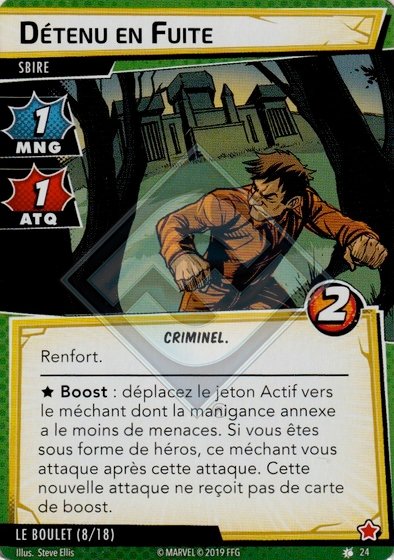 DÉTENU EN FUITE
SBIRE
1
MNG
1
ATQ
2
CRIMINEL.
Renfort.
★ Boost : déplacez le jeton Actif vers
le méchant dont la manigance annexe
a le moins de menaces. Si vous êtes
sous forme de héros, ce méchant vous
attaque après cette attaque. Cette
nouvelle attaque ne reçoit pas de carte
de boost.
LE BOULET (8/18)
Illus. Steve Ellis
© MARVEL © 2019 FFG
24